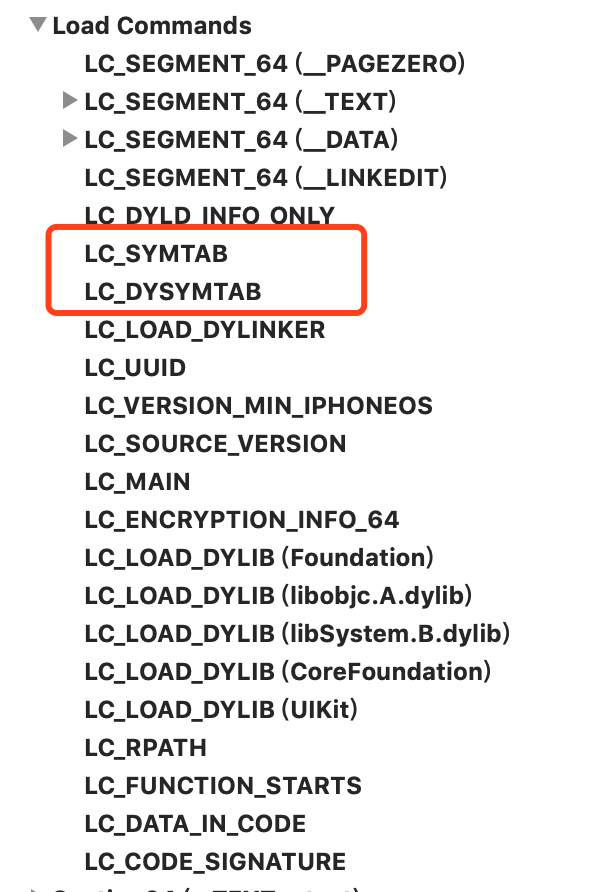 Load Commands
LC_SEGMENT_64 (__PAGEZERO)
LC_SEGMENT_64 (__TEXT)
LC_SEGMENT_64 (__DATA)
LC_SEGMENT_64 (__LINKEDIT)
LC_DYLD_INFO_ONLY
LC_SYMTAB
LC_DYSYMTAB
LC_LOAD_DYLINKER
LC_UUID
LC_VERSION_MIN_IPHONEOS
LC_SOURCE_VERSION
LC_MAIN
LC_ENCRYPTION_INFO_64
LC_LOAD_DYLIB (Foundation)
LC_LOAD_DYLIB (libobjc.A.dylib)
LC_LOAD_DYLIB (libSystem.B.dylib)
LC_LOAD_DYLIB (CoreFoundation)
LC_LOAD_DYLIB (UIKit)
LC_RPATH
LC_FUNCTION_STARTS
LC_DATA_IN_CODE
LC_CODE_SIGNATURE